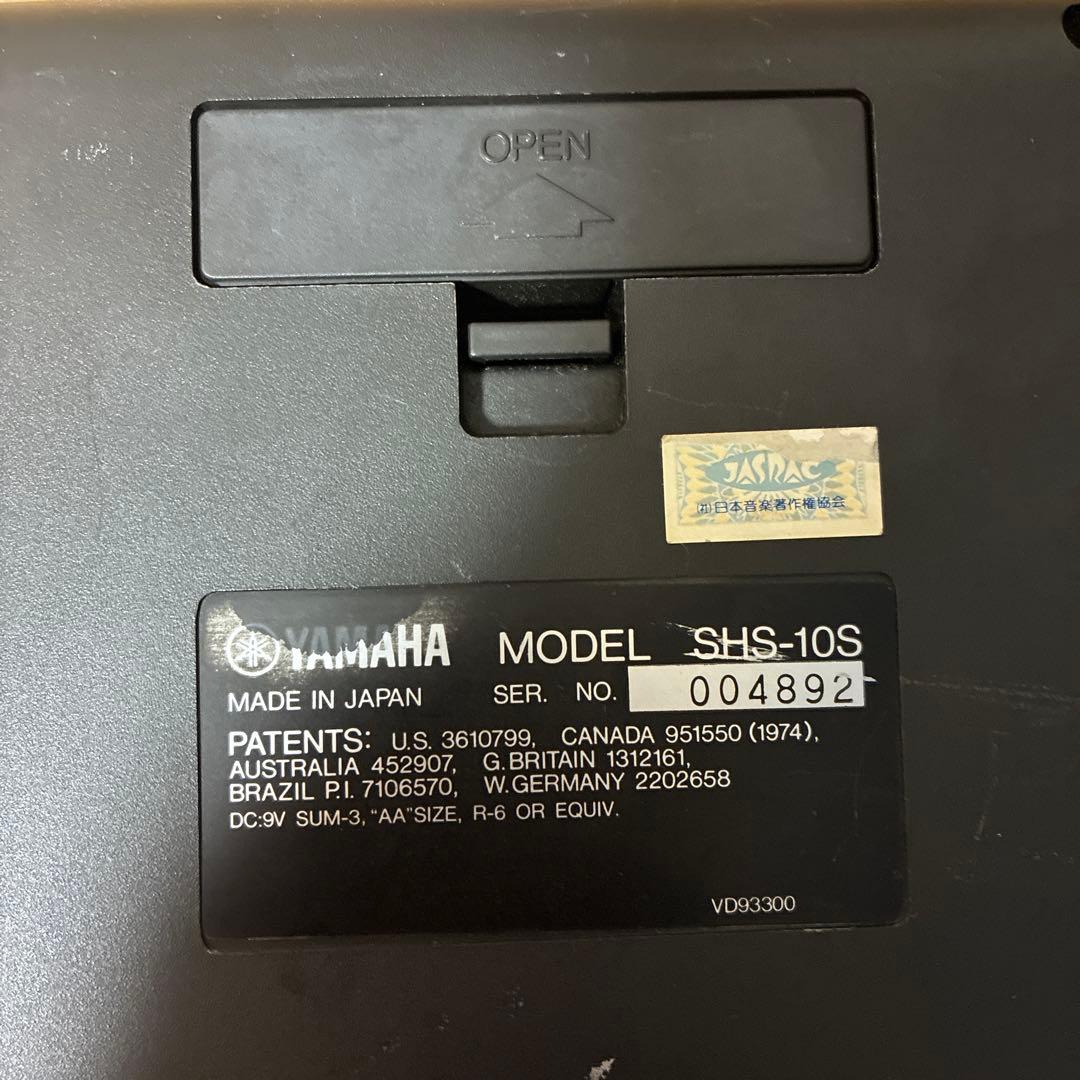 OPEN
JASRAC
(社)日本音楽著作権協会
YAMAHA MODEL SHS-10S
MADE IN JAPAN SER. NO. 004892
PATENTS: U.S. 3610799, CANADA 951550 (1974),
AUSTRALIA 452907, G. BRITAIN 1312161,
BRAZIL P.I. 7106570, W. GERMANY 2202658
DC:9V SUM-3, "AA"SIZE, R-6 OR EQUIV.
VD93300